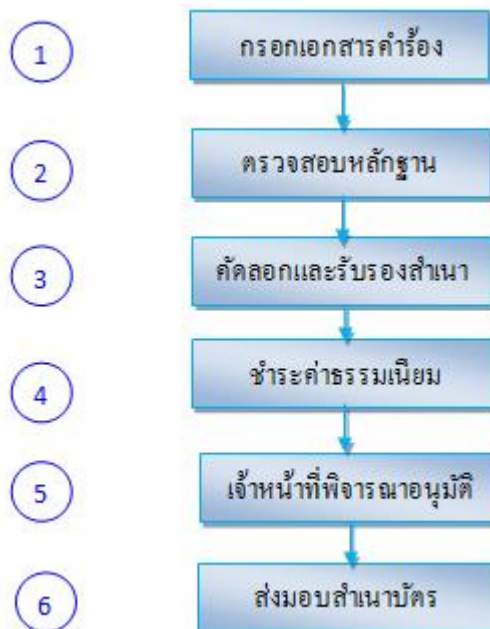 1 กรอกเอกสารคำร้อง
2 ตรวจสอบหลักฐาน
3 คัดลอกและรับรองสำเนา
4 ชำระค่าธรรมเนียม
5 เจ้าหน้าที่พิจารณาอนุมัติ
6 ส่งมอบสำเนาบัตร